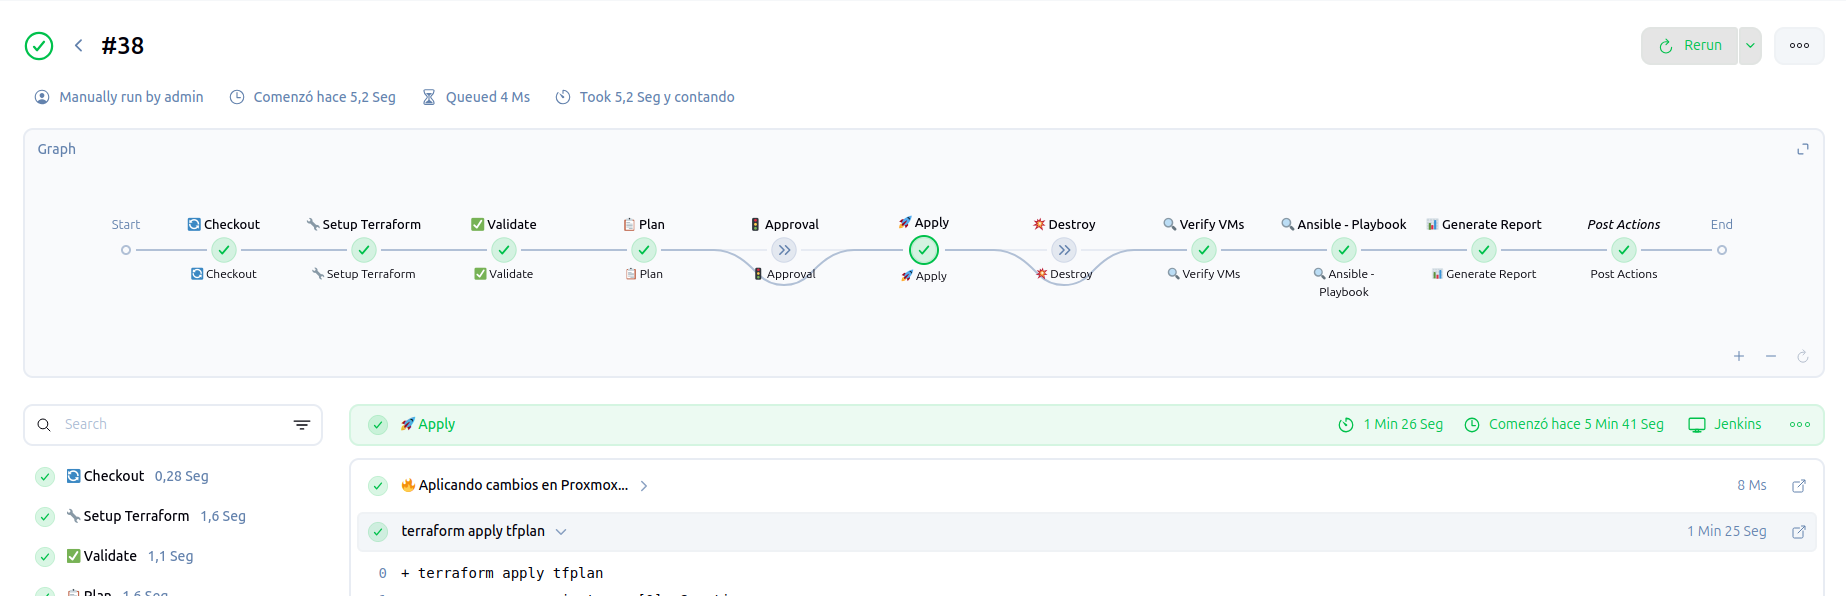 #38
Rerun
Manually run by admin Comenzó hace 5,2 Seg Queued 4 Ms Took 5,2 Seg y contando
Graph
Start Checkout Setup Terraform Validate Plan Approval Apply Destroy Verify VMs Ansible - Playbook Generate Report Post Actions End
Checkout Setup Terraform Validate Plan Approval Apply Destroy Verify VMs Ansible - Playbook Generate Report Post Actions
Search
Checkout 0,28 Seg
Setup Terraform 1,6 Seg
Validate 1,1 Seg
Plan 1,6 Seg
Apply 1 Min 26 Seg Comenzó hace 5 Min 41 Seg Jenkins
Aplicando cambios en Proxmox... 8 Ms
terraform apply tfplan 1 Min 25 Seg
0 + terraform apply tfplan